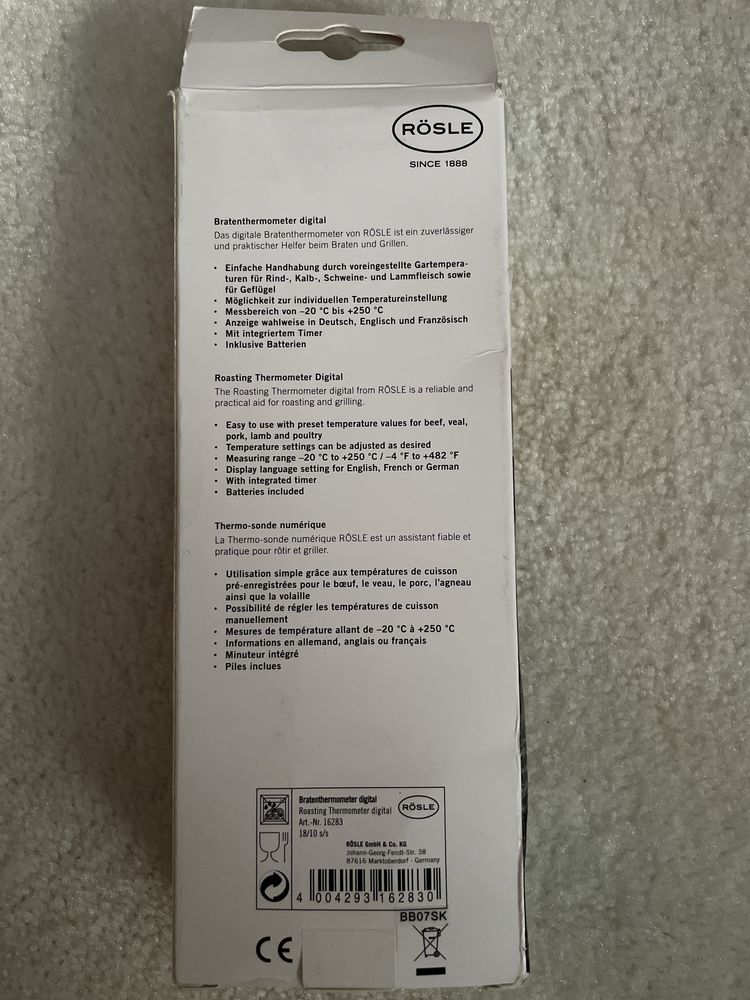 RÖSLE
SINCE 1888
Bratenthermometer digital
Das digitale Bratenthermometer von RÖSLE ist ein zuverlässiger
und praktischer Helfer beim Braten und Grillen.
• Einfache Handhabung durch voreingestellte Gartempera-
turen für Rind-, Kalb-, Schweine- und Lammfleisch sowie
für Geflügel
• Möglichkeit zur individuellen Temperatureinstellung
• Messbereich von –20 °C bis +250 °C
• Anzeige wahlweise in Deutsch, Englisch und Französisch
• Mit integriertem Timer
• Inklusive Batterien
Roasting Thermometer Digital
The Roasting Thermometer digital from RÖSLE is a reliable and
practical aid for roasting and grilling.
• Easy to use with preset temperature values for beef, veal,
pork, lamb and poultry
• Temperature settings can be adjusted as desired
• Measuring range –20 °C to +250 °C / –4 °F to +482 °F
• Display language setting for English, French or German
• With integrated timer
• Batteries included
Thermo-sonde numérique
La Thermo-sonde numérique RÖSLE est un assistant fiable et
pratique pour rôtir et griller.
• Utilisation simple grâce aux températures de cuisson
pré-enregistrées pour le bœuf, le veau, le porc, l'agneau
ainsi que la volaille
• Possibilité de régler les températures de cuisson
manuellement
• Mesures de température allant de –20 °C à +250 °C
• Informations en allemand, anglais ou français
• Minuteur intégré
• Piles inclues
Bratenthermometer digital
Roasting Thermometer digital
Art.-Nr. 16283
18/10 s/s
RÖSLE
RÖSLE GmbH & Co. KG
Johann-Georg-Fendt-Str. 38
87616 Marktoberdorf - Germany
4 004293 162830
BB07SK
CE